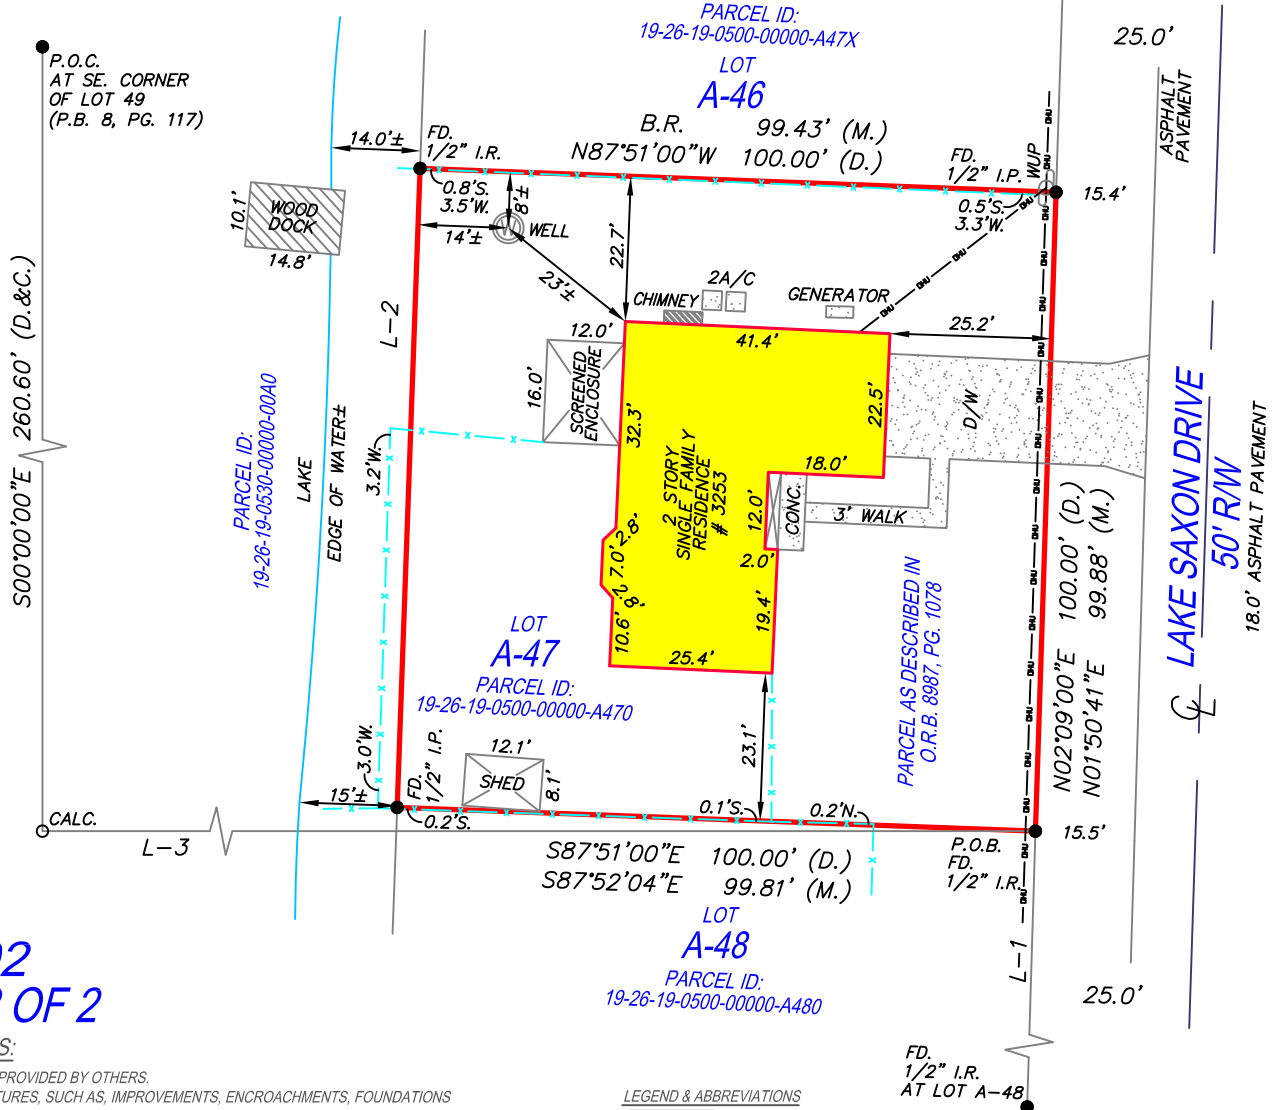 PARCEL ID:
19-26-19-0500-00000-A47X
LOT
A-46
25.0'
P.O.C.
AT SE. CORNER
OF LOT 49
(P.B. 8, PG. 117)
14.0'±
FD.
1/2" I.R.
B.R. 99.43' (M.)
N87°51'00"W 100.00' (D.)
FD.
1/2" I.P.
WUP
ASPHALT
PAVEMENT
15.4'
0.8'S.
3.5'W.
8'±
14'±
WELL
23'±
22.7'
0.5'S.
3.3'W.
10.1'
WOOD
DOCK
14.8'
2A/C
CHIMNEY
GENERATOR
25.2'
L-2
12.0'
41.4'
16.0'
SCREENED
ENCLOSURE
32.3'
22.5'
D/W
S00°00'00"E 260.60' (D.&C.)
PARCEL ID:
19-26-19-0530-00000-00A0
LAKE
EDGE OF WATER±
3.2'W.
2 STORY
SINGLE FAMILY
RESIDENCE
# 3253
18.0'
12.0'
CONC.
3' WALK
2.0'
2.8'
7.0'
2.8'
10.6'
19.4'
25.4'
LAKE SAXON DRIVE
50' R/W
18.0' ASPHALT PAVEMENT
N02°09'00"E 100.00' (D.)
N01°50'41"E 99.88' (M.)
PARCEL AS DESCRIBED IN
O.R.B. 8987, PG. 1078
LOT
A-47
PARCEL ID:
19-26-19-0500-00000-A470
23.1'
3.0'W.
FD.
1/2" I.P.
12.1'
SHED
8.1'
15'±
0.2'S.
0.1'S.
0.2'N.
CALC.
L-3
S87°51'00"E 100.00' (D.)
S87°52'04"E 99.81' (M.)
P.O.B.
FD.
1/2" I.R.
15.5'
LOT
A-48
PARCEL ID:
19-26-19-0500-00000-A480
L-1
25.0'
2
OF 2
S:
PROVIDED BY OTHERS.
TURES, SUCH AS, IMPROVEMENTS, ENCROACHMENTS, FOUNDATIONS
LEGEND & ABBREVIATIONS
FD.
1/2" I.R.
AT LOT A-48